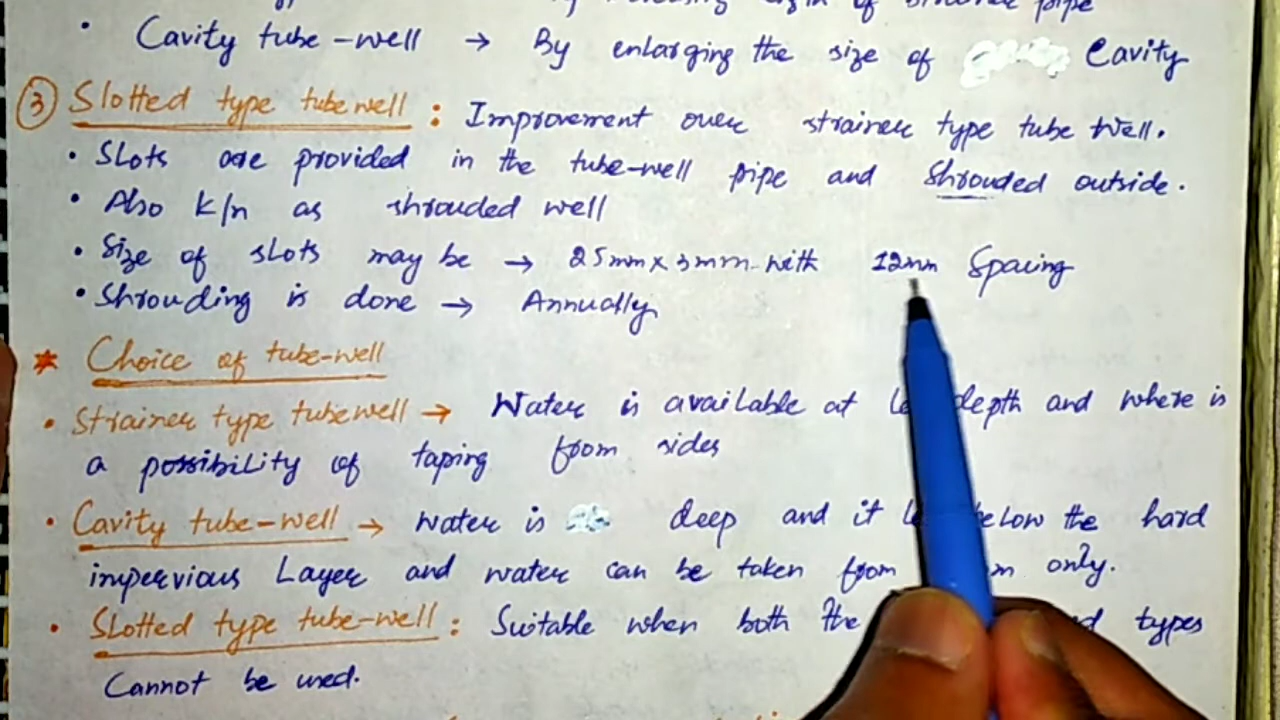 of strainer pipe
• Cavity tube-well → By enlarging the size of Cavity
③ Slotted type tubewell : Improvement over strainer type tube well.
• Slots are provided in the tube-well pipe and Shrouded outside.
• Also k/n as shrouded well
• Size of slots may be → 25mm x 3mm with 12mm Spacing
• Shrouding is done → Annually
* Choice of tube-well
• Strainer type tubewell → Water is available at depth and where is
a possibility of taping from sides
• Cavity tube-well → Water is deep and it below the hard
impervious Layer and water can be taken from only.
• Slotted type tube-well : Suitable when both the types
Cannot be used.